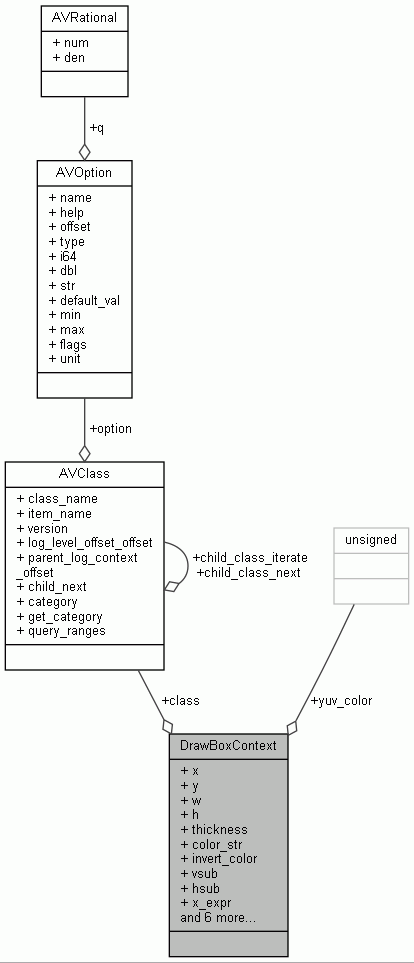 AVRational
+ num
+ den
+q
AVOption
+ name
+ help
+ offset
+ type
+ i64
+ dbl
+ str
+ default_val
+ min
+ max
+ flags
+ unit
+option
AVClass
+ class_name
+ item_name
+ version
+ log_level_offset_offset
+ parent_log_context
_offset
+ child_next
+ category
+ get_category
+ query_ranges
+child_class_iterate
+child_class_next
unsigned
+class
+yuv_color
DrawBoxContext
+ x
+ y
+ w
+ h
+ thickness
+ color_str
+ invert_color
+ vsub
+ hsub
+ x_expr
and 6 more...